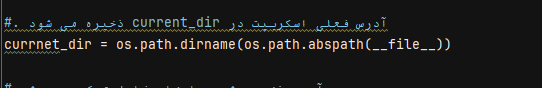 #. آدرس فعلی اسکریپت در current_dir ذخیره می شود
currnet_dir = os.path.dirname(os.path.abspath(__file__))
#